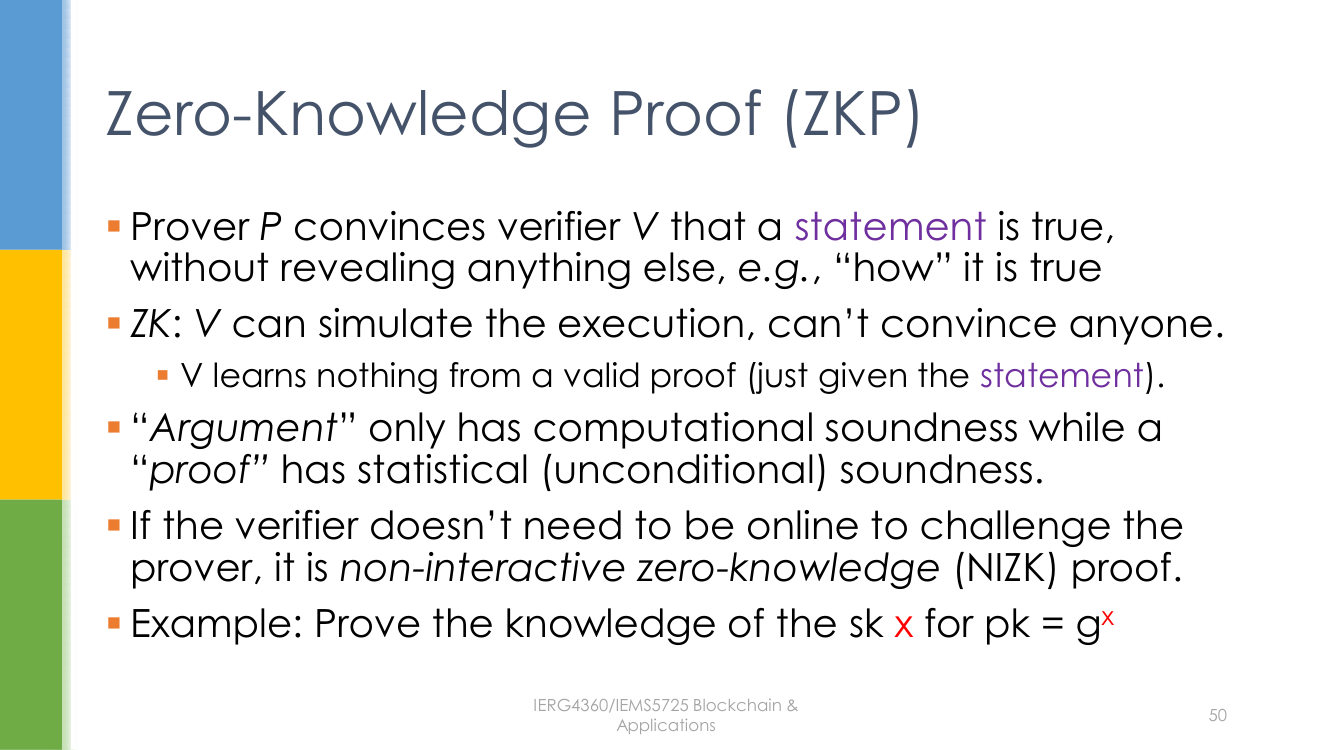 Zero-Knowledge Proof (ZKP)
▪ Prover P convinces verifier V that a statement is true,
without revealing anything else, e.g., “how” it is true
▪ ZK: V can simulate the execution, can’t convince anyone.
▪ V learns nothing from a valid proof (just given the statement).
▪ “Argument” only has computational soundness while a
“proof” has statistical (unconditional) soundness.
▪ If the verifier doesn’t need to be online to challenge the
prover, it is non-interactive zero-knowledge (NIZK) proof.
▪ Example: Prove the knowledge of the sk x for pk = gˣ
IERG4360/IEMS5725 Blockchain &
Applications
50